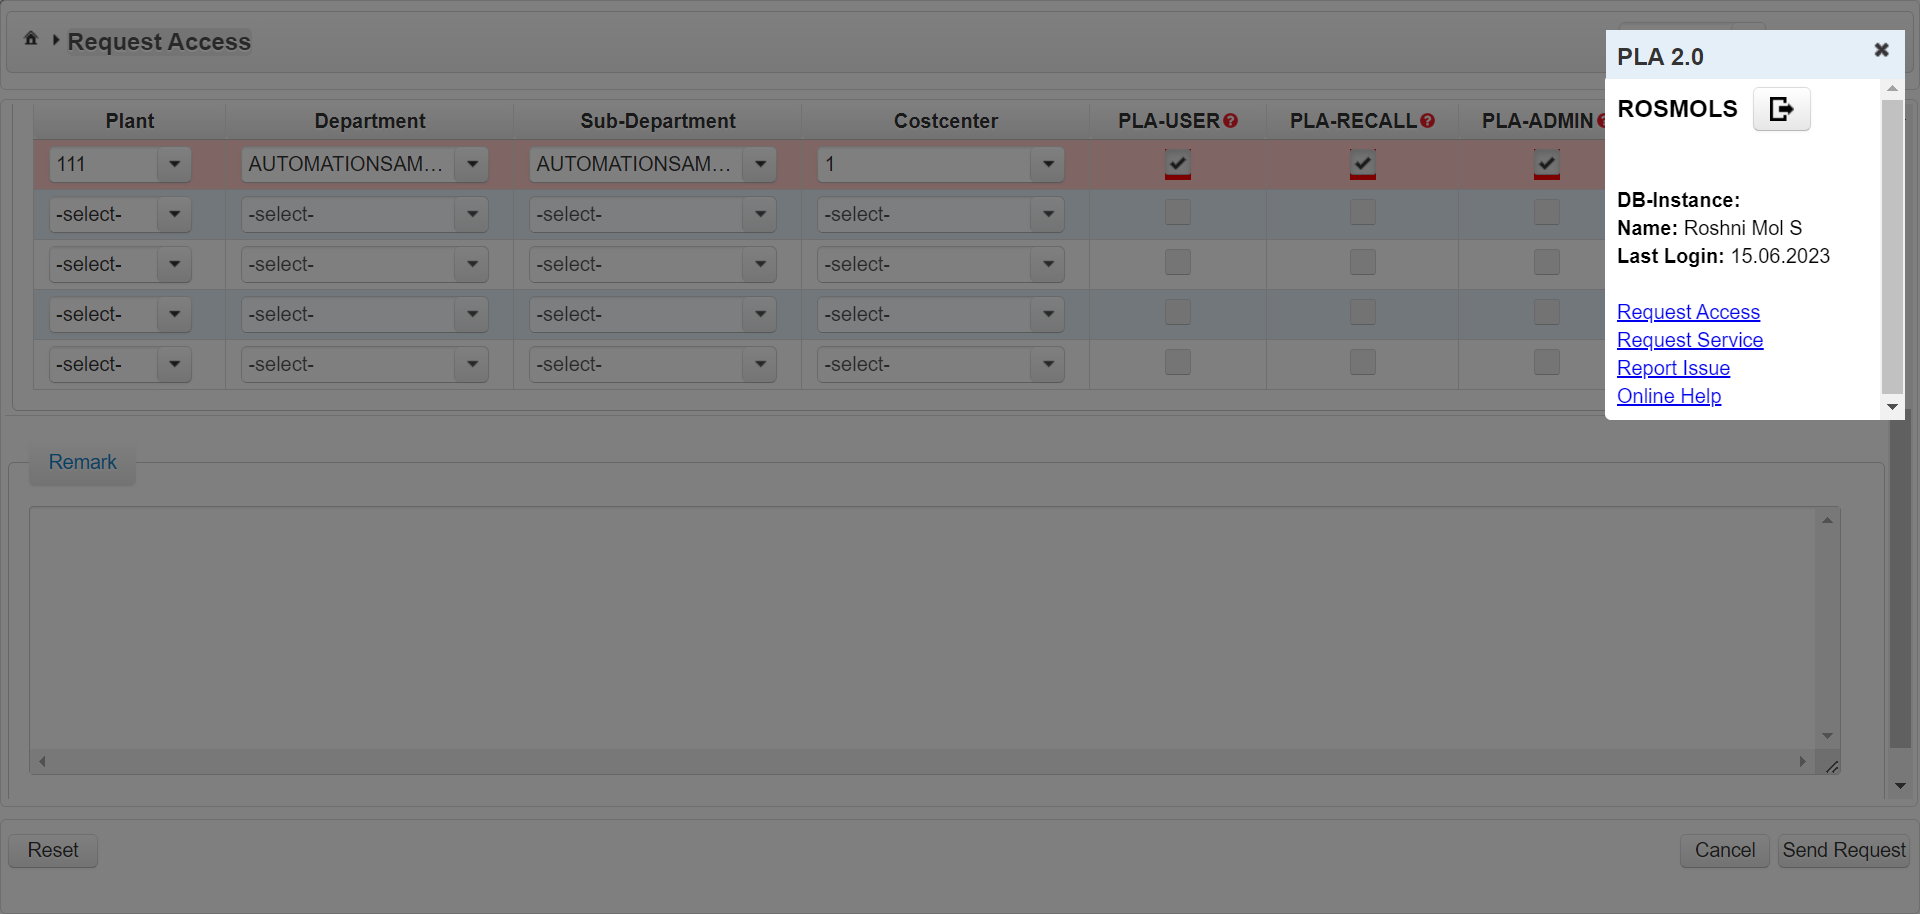 Request Access
PLA 2.0
ROSMOLS
DB-Instance:
Name: Roshni Mol S
Last Login: 15.06.2023
Request Access
Request Service
Report Issue
Online Help
Plant Department Sub-Department Costcenter PLA-USER PLA-RECALL PLA-ADMIN
111 AUTOMATIONSAM... AUTOMATIONSAM... 1
-select- -select- -select- -select-
-select- -select- -select- -select-
-select- -select- -select- -select-
-select- -select- -select- -select-
Remark
Reset Cancel Send Request